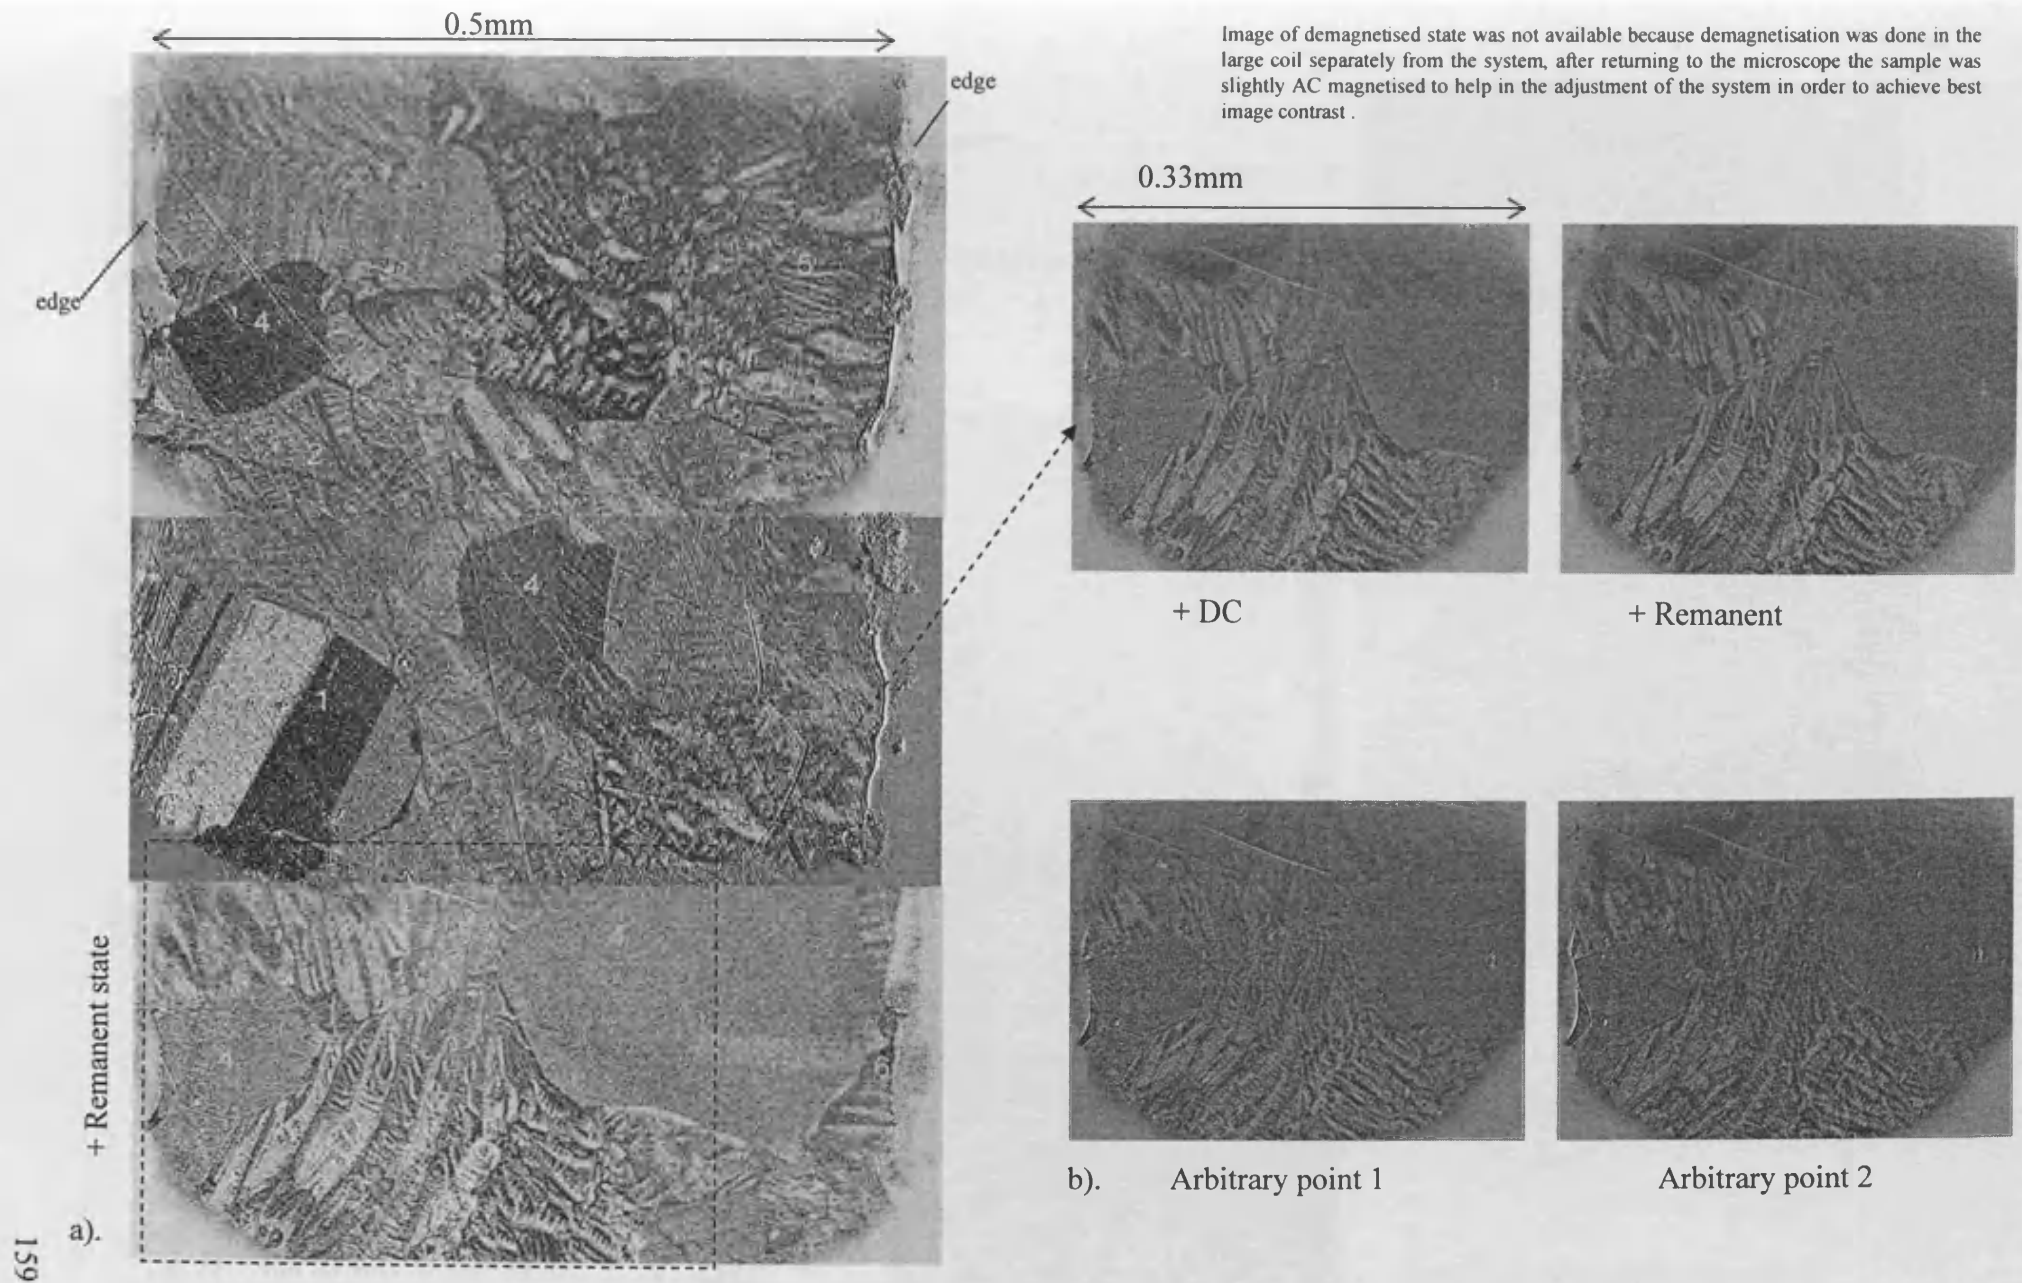 0.5mm
Image of demagnetised state was not available because demagnetisation was done in the
large coil separately from the system, after returning to the microscope the sample was
slightly AC magnetised to help in the adjustment of the system in order to achieve best
image contrast .
edge
edge
0.33mm
4
5
2
4
1
+ DC
+ Remanent
+ Remanent state
a).
b).
Arbitrary point 1
Arbitrary point 2
159